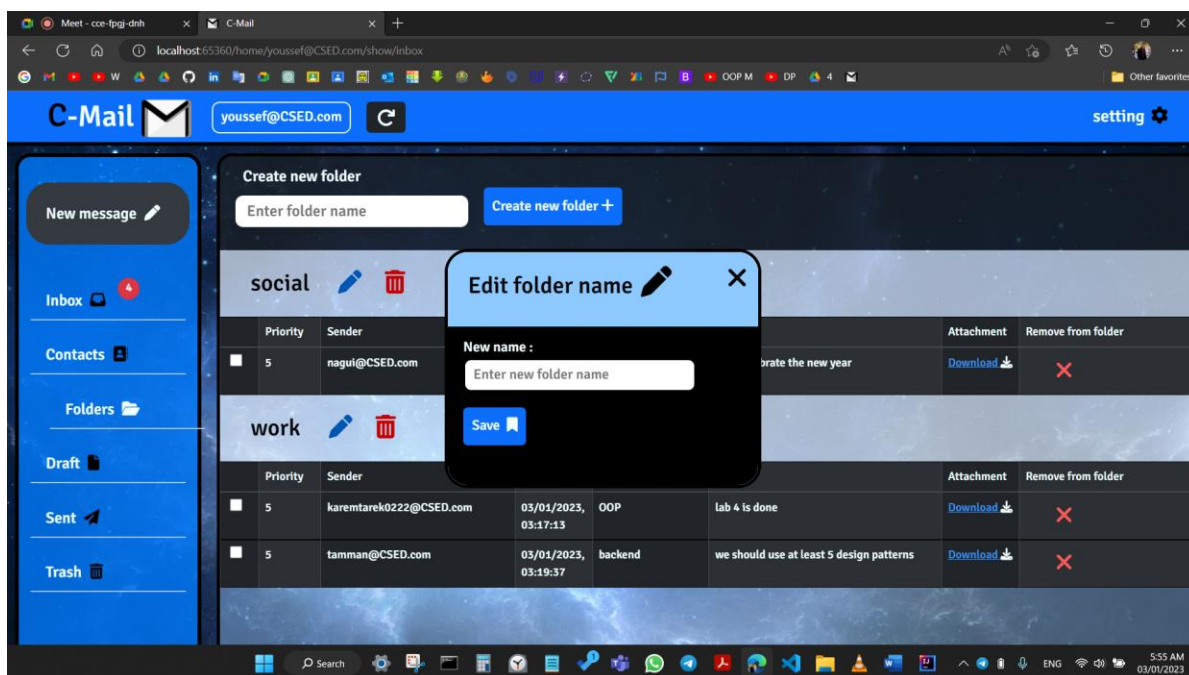 Meet - cce-fpgj-dnh
C-Mail
localhost:65360/home/youssef@CSED.com/show/inbox
OOP M
DP
4
Other favorites
C-Mail
youssef@CSED.com
setting
New message
Inbox
4
Contacts
Folders
Draft
Sent
Trash
Create new folder
Enter folder name
Create new folder
social
Priority Sender Attachment Remove from folder
5 nagui@CSED.com brate the new year Download
work
Priority Sender Attachment Remove from folder
5 karemtarek0222@CSED.com 03/01/2023, OOP lab 4 is done Download
03:17:13
5 tamman@CSED.com 03/01/2023, backend we should use at least 5 design patterns Download
03:19:37
Edit folder name
New name :
Enter new folder name
Save
Search
ENG
5:55 AM
03/01/2023